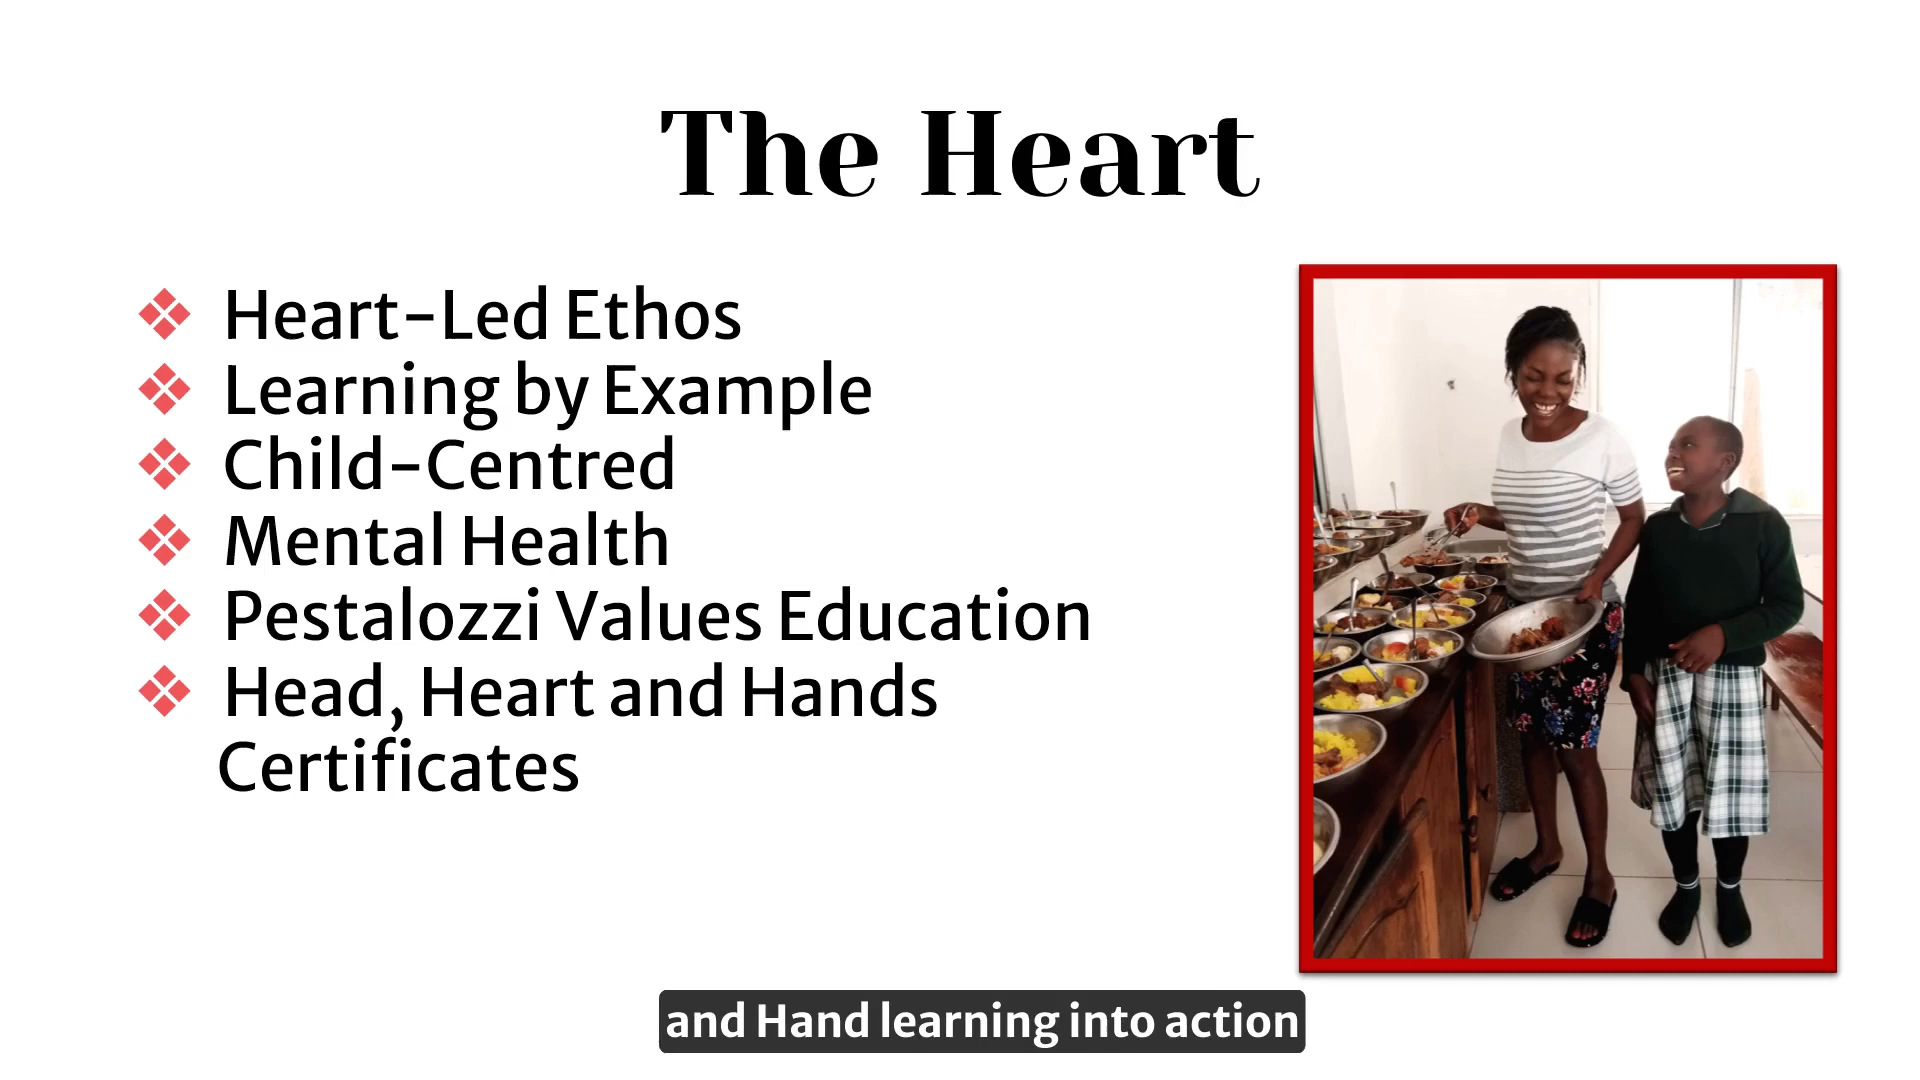 The Heart
Heart-Led Ethos
Learning by Example
Child-Centred
Mental Health
Pestalozzi Values Education
Head, Heart and Hands
Certificates
and Hand learning into action